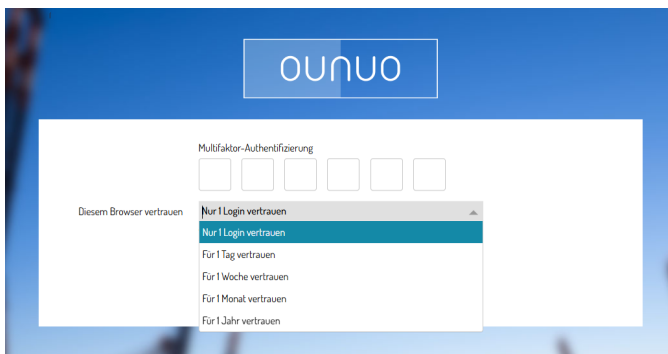 ounuo
Multifaktor-Authentifizierung
Diesem Browser vertrauen
Nur 1 Login vertrauen
Nur 1 Login vertrauen
Für 1 Tag vertrauen
Für 1 Woche vertrauen
Für 1 Monat vertrauen
Für 1 Jahr vertrauen